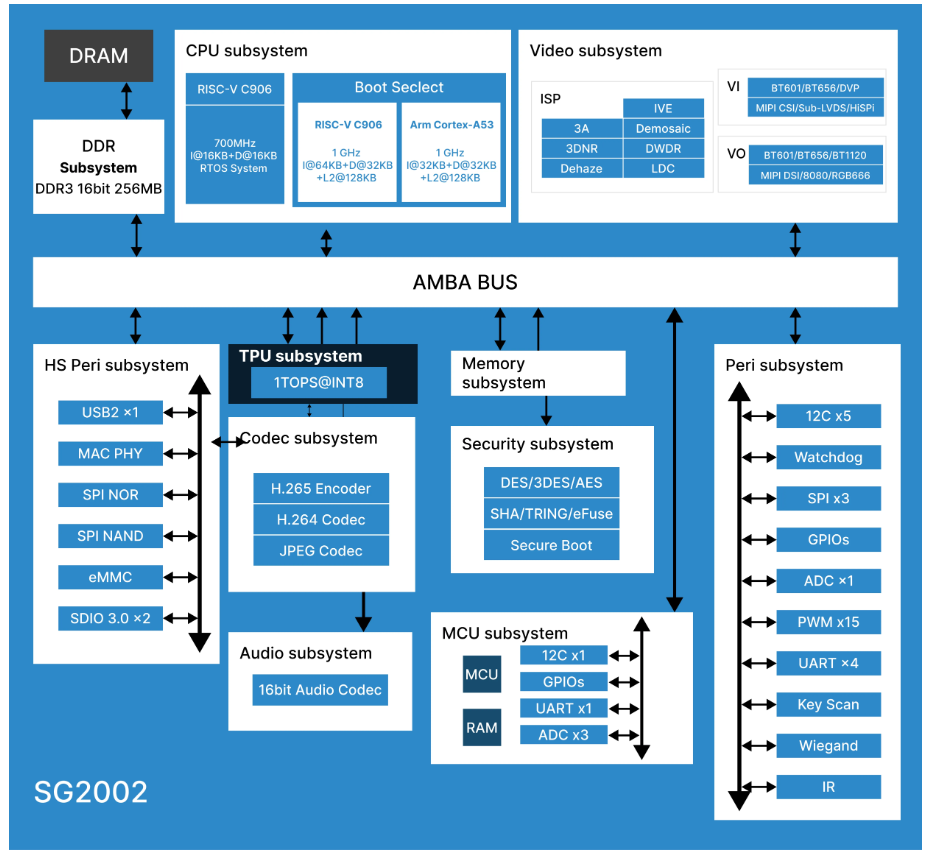 DRAM
DDR
Subsystem
DDR3 16bit 256MB
CPU subsystem
RISC-V C906
700MHz
I@16KB+D@16KB
RTOS System
Boot Seclect
RISC-V C906
1 GHz
I@64KB+D@32KB
+L2@128KB
Arm Cortex-A53
1 GHz
I@32KB+D@32KB
+L2@128KB
Video subsystem
ISP
IVE
3A
Demosaic
3DNR
DWDR
Dehaze
LDC
VI
BT601/BT656/DVP
MIPI CSI/Sub-LVDS/HiSPi
VO
BT601/BT656/BT1120
MIPI DSI/8080/RGB666
AMBA BUS
HS Peri subsystem
USB2 ×1
MAC PHY
SPI NOR
SPI NAND
eMMC
SDIO 3.0 ×2
TPU subsystem
1TOPS@INT8
Codec subsystem
H.265 Encoder
H.264 Codec
JPEG Codec
Audio subsystem
16bit Audio Codec
Memory
subsystem
Security subsystem
DES/3DES/AES
SHA/TRING/eFuse
Secure Boot
MCU subsystem
MCU
RAM
12C x1
GPIOs
UART x1
ADC x3
Peri subsystem
12C x5
Watchdog
SPI x3
GPIOs
ADC ×1
PWM x15
UART ×4
Key Scan
Wiegand
IR
SG2002